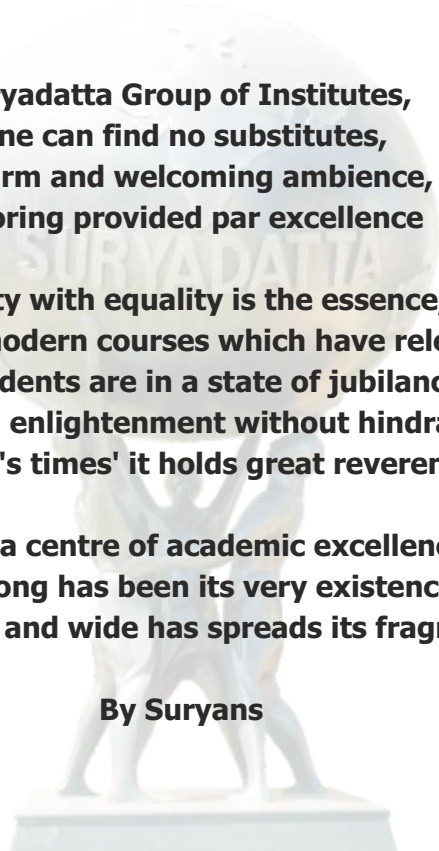 yadatta Group of Institutes,
ne can find no substitutes,
rm and welcoming ambience,
oring provided par excellence
SURYADATTA
ty with equality is the essence,
odern courses which have rele
dents are in a state of jubilanc
enlightenment without hindra
's times' it holds great reveren
a centre of academic excellenc
ong has been its very existenc
and wide has spreads its fragr
By Suryans